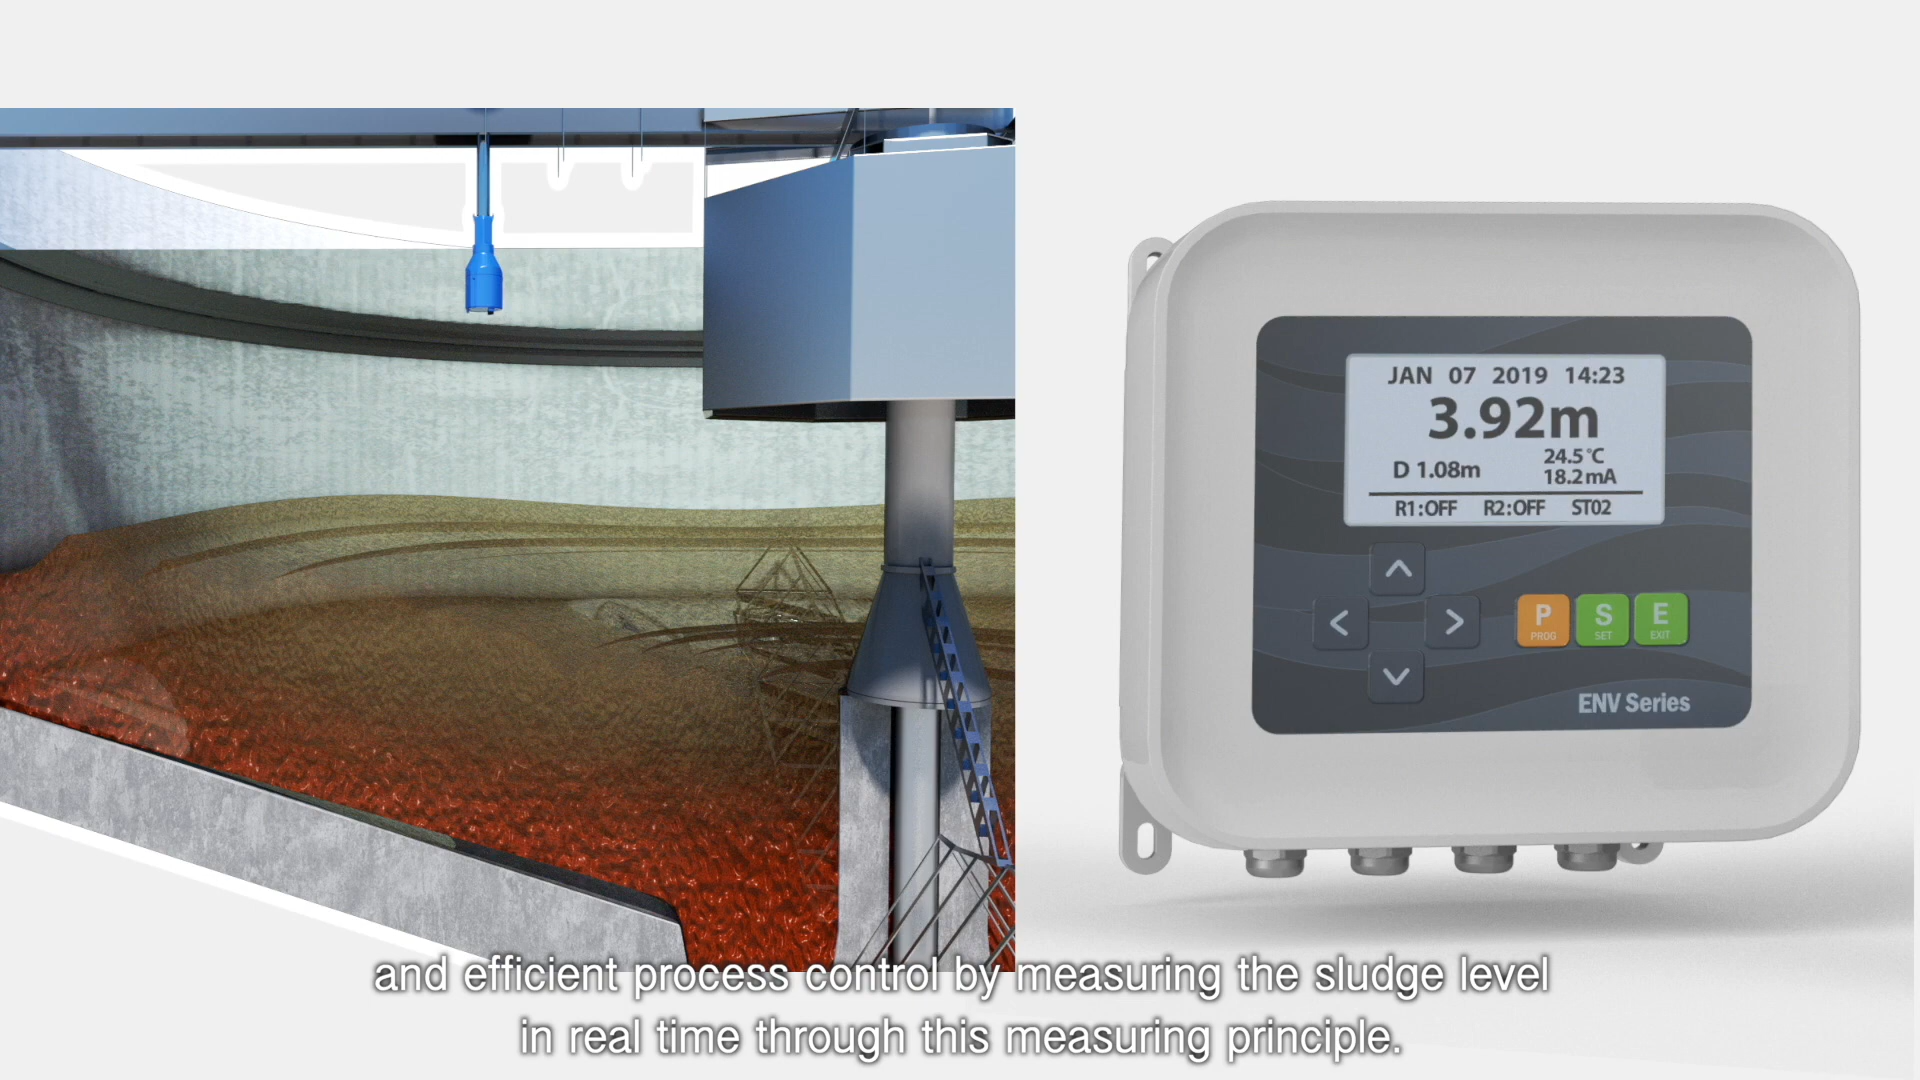 JAN 07 2019 14:23
3.92m
D 1.08m
24.5°C
18.2mA
R1:OFF R2:OFF ST02
P
PROG
S
SET
E
EXIT
ENV Series
and efficient process control by measuring the sludge level
in real time through this measuring principle.